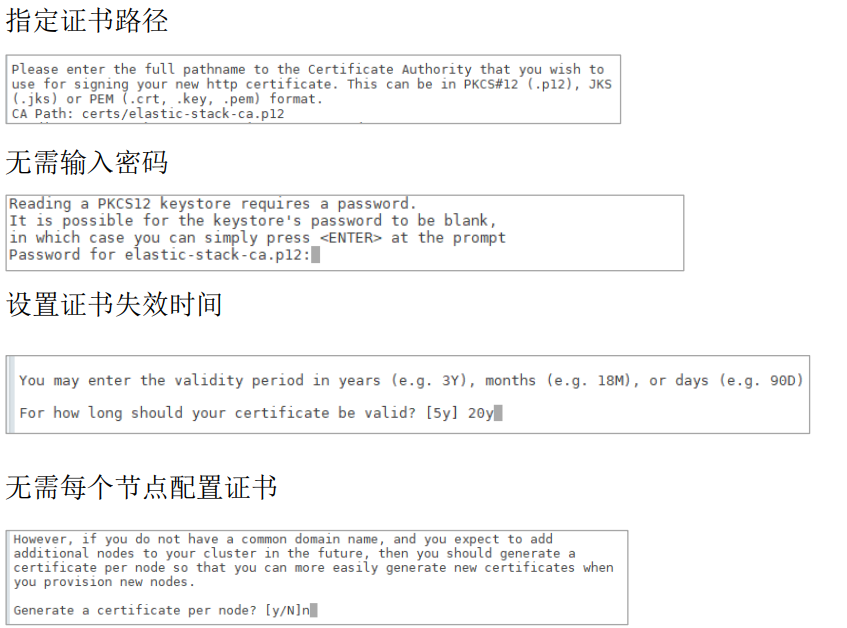 指定证书路径
Please enter the full pathname to the Certificate Authority that you wish to
use for signing your new http certificate. This can be in PKCS#12 (.p12), JKS
(.jks) or PEM (.crt, .key, .pem) format.
CA Path: certs/elastic-stack-ca.p12
无需输入密码
Reading a PKCS12 keystore requires a password.
It is possible for the keystore's password to be blank,
in which case you can simply press <ENTER> at the prompt
Password for elastic-stack-ca.p12:
设置证书失效时间
You may enter the validity period in years (e.g. 3Y), months (e.g. 18M), or days (e.g. 90D)
For how long should your certificate be valid? [5y] 20y
无需每个节点配置证书
However, if you do not have a common domain name, and you expect to add
additional nodes to your cluster in the future, then you should generate a
certificate per node so that you can more easily generate new certificates when
you provision new nodes.
Generate a certificate per node? [y/N]n